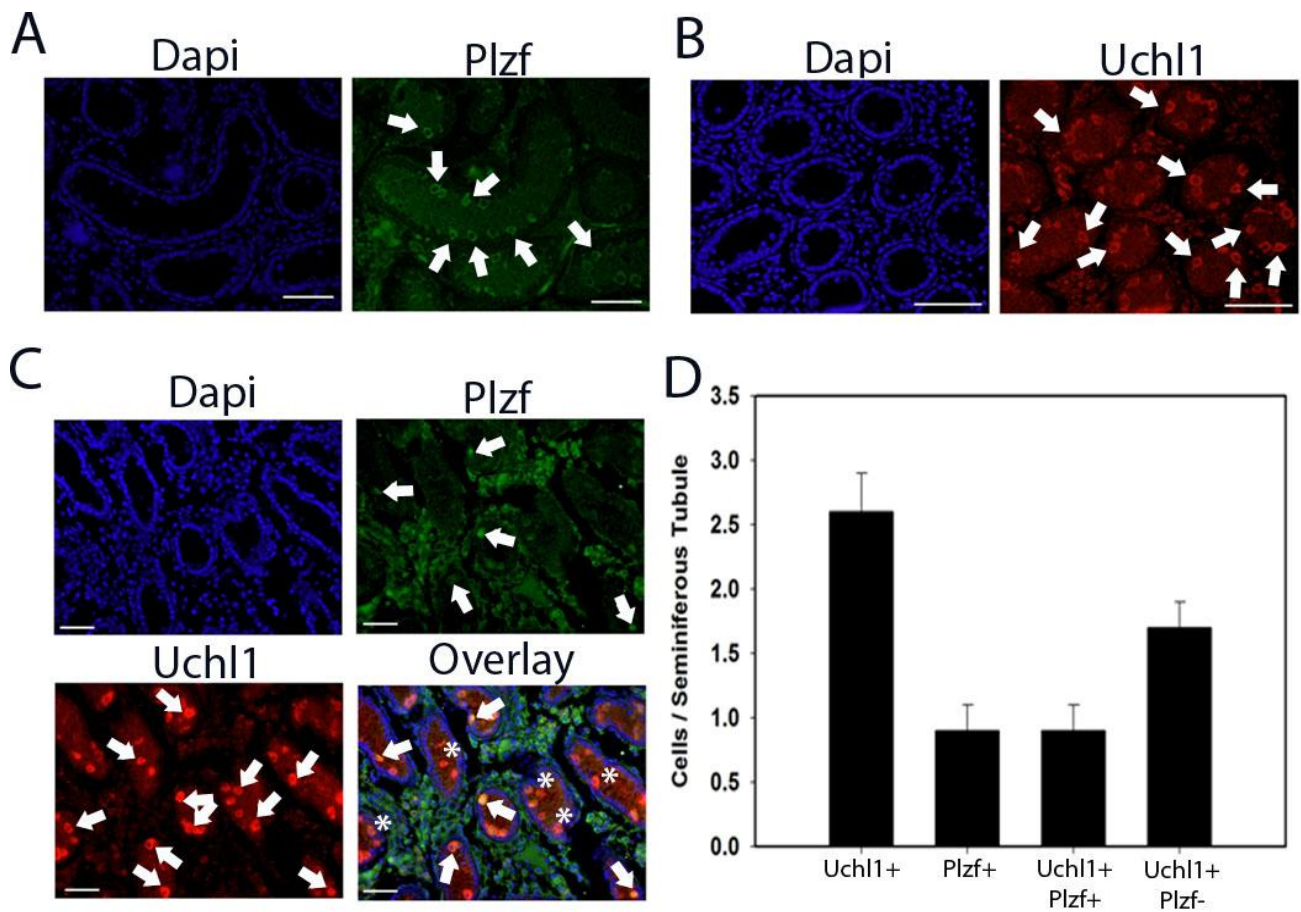 A
Dapi
Plzf
B
Dapi
Uchl1
C
Dapi
Plzf
Uchl1
Overlay
* * * * * *
D
Cells / Seminiferous Tubule
3.5
3.0
2.5
2.0
1.5
1.0
0.5
0.0
Uchl1+
Plzf+
Uchl1+
Plzf+
Uchl1+
Plzf-